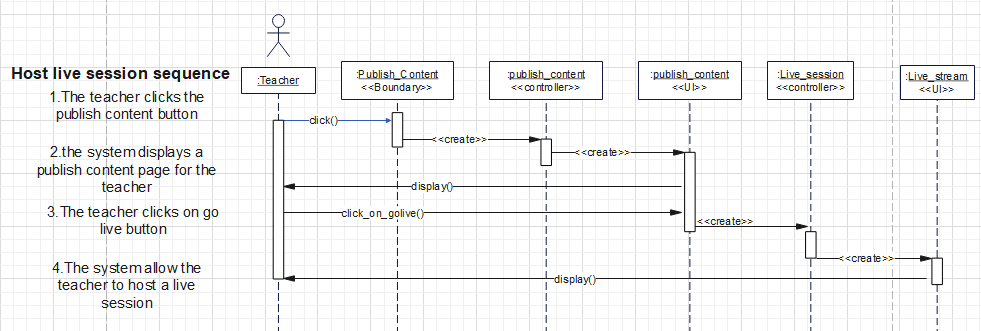 Host live session sequence
1.The teacher clicks the
publish content button
2.the system displays a
publish content page for the
teacher
3.The teacher clicks on go
live button
4.The system allow the
teacher to host a live
session
:Teacher
:Publish_Content
<<Boundary>>
:publish_content
<<controller>>
:publish_content
<<UI>>
:Live_session
<<controller>>
:Live_stream
<<UI>>
click()
<<create>>
<<create>>
display()
click_on_golive()
<<create>>
<<create>>
display()